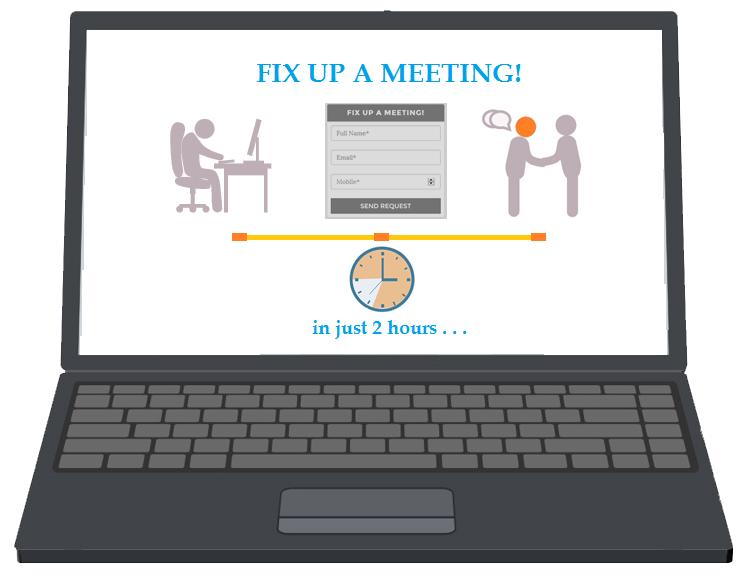 FIX UP A MEETING!
FIX UP A MEETING!
Full Name*
Email*
Mobile*
SEND REQUEST
in just 2 hours . . .